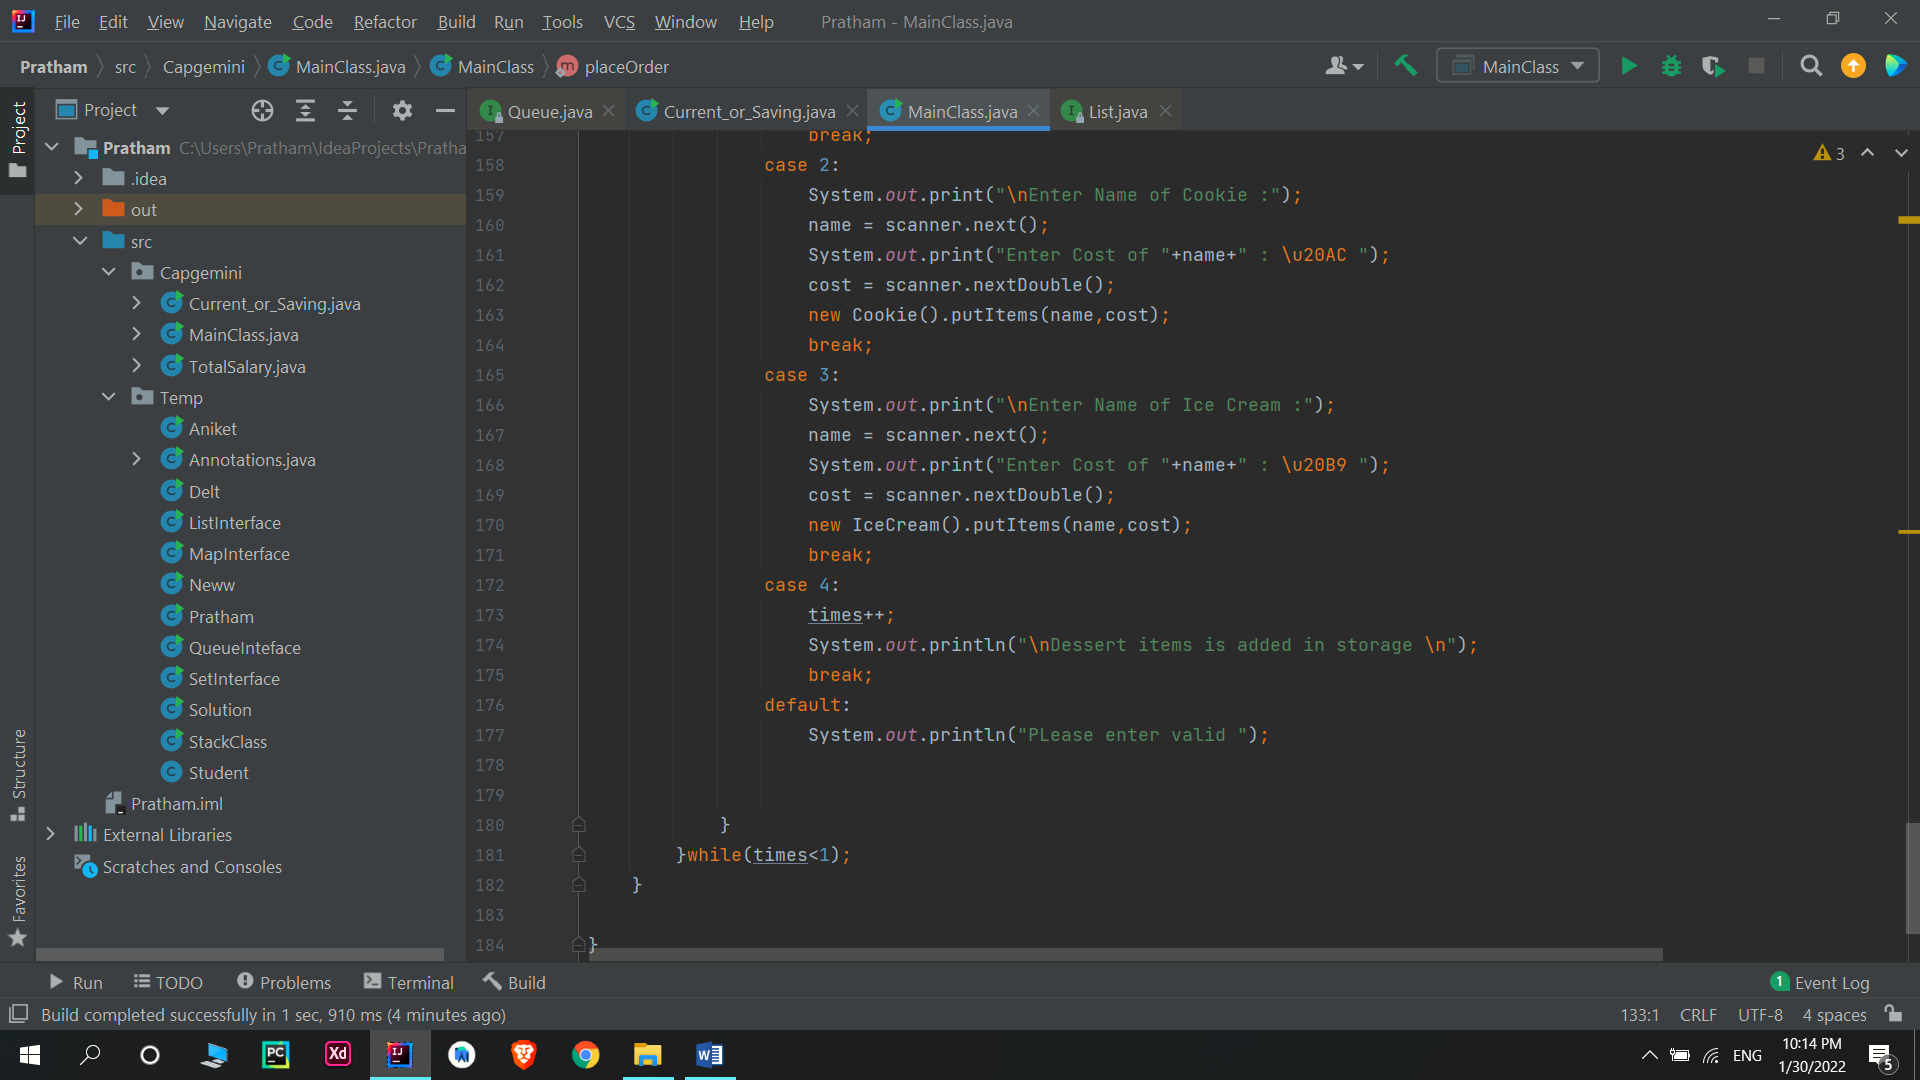 File Edit View Navigate Code Refactor Build Run Tools VCS Window Help Pratham - MainClass.java
Pratham src Capgemini MainClass.java MainClass placeOrder MainClass
Project
Queue.java Current_or_Saving.java MainClass.java List.java
Project
Structure
Favorites
Pratham C:\Users\Pratham\IdeaProjects\Pratha
.idea
out
src
Capgemini
Current_or_Saving.java
MainClass.java
TotalSalary.java
Temp
Aniket
Annotations.java
Delt
ListInterface
MapInterface
Neww
Pratham
QueueInteface
SetInterface
Solution
StackClass
Student
Pratham.iml
External Libraries
Scratches and Consoles
3
157 break;
158 case 2:
159 System.out.print("\nEnter Name of Cookie :");
160 name = scanner.next();
161 System.out.print("Enter Cost of "+name+" : \u20AC ");
162 cost = scanner.nextDouble();
163 new Cookie().putItems(name,cost);
164 break;
165 case 3:
166 System.out.print("\nEnter Name of Ice Cream :");
167 name = scanner.next();
168 System.out.print("Enter Cost of "+name+" : \u20B9 ");
169 cost = scanner.nextDouble();
170 new IceCream().putItems(name,cost);
171 break;
172 case 4:
173 times++;
174 System.out.println("\nDessert items is added in storage \n");
175 break;
176 default:
177 System.out.println("PLease enter valid ");
178
179
180 }
181 }while(times<1);
182 }
183
184 }
Run TODO Problems Terminal Build 1 Event Log
Build completed successfully in 1 sec, 910 ms (4 minutes ago) 133:1 CRLF UTF-8 4 spaces
PC Xd IJ W ENG 10:14 PM
1/30/2022 5